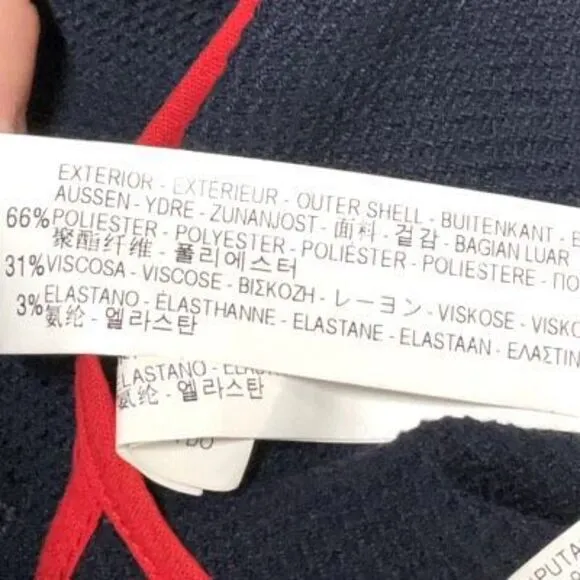 EXTERIOR - EXTÉRIEUR - OUTER SHELL - BUITENKANT -
AUSSEN - YDRE - ZUNANJOST - 面料 - 겉감 - BAGIAN LUAR
66% POLIESTER - POLYESTER - POLIÉSTER - POLIESTERE -
聚酯纤维 - 폴리에스터
31% VISCOSA - VISCOSE - ΒΙΣΚΟΖΗ - レーヨン - VISKOSE -
3% ELASTANO - ÉLASTHANNE - ELASTANE - ELASTAAN -
氨纶 - 엘라스탄
ELASTANO -
氨纶 - 엘라스탄